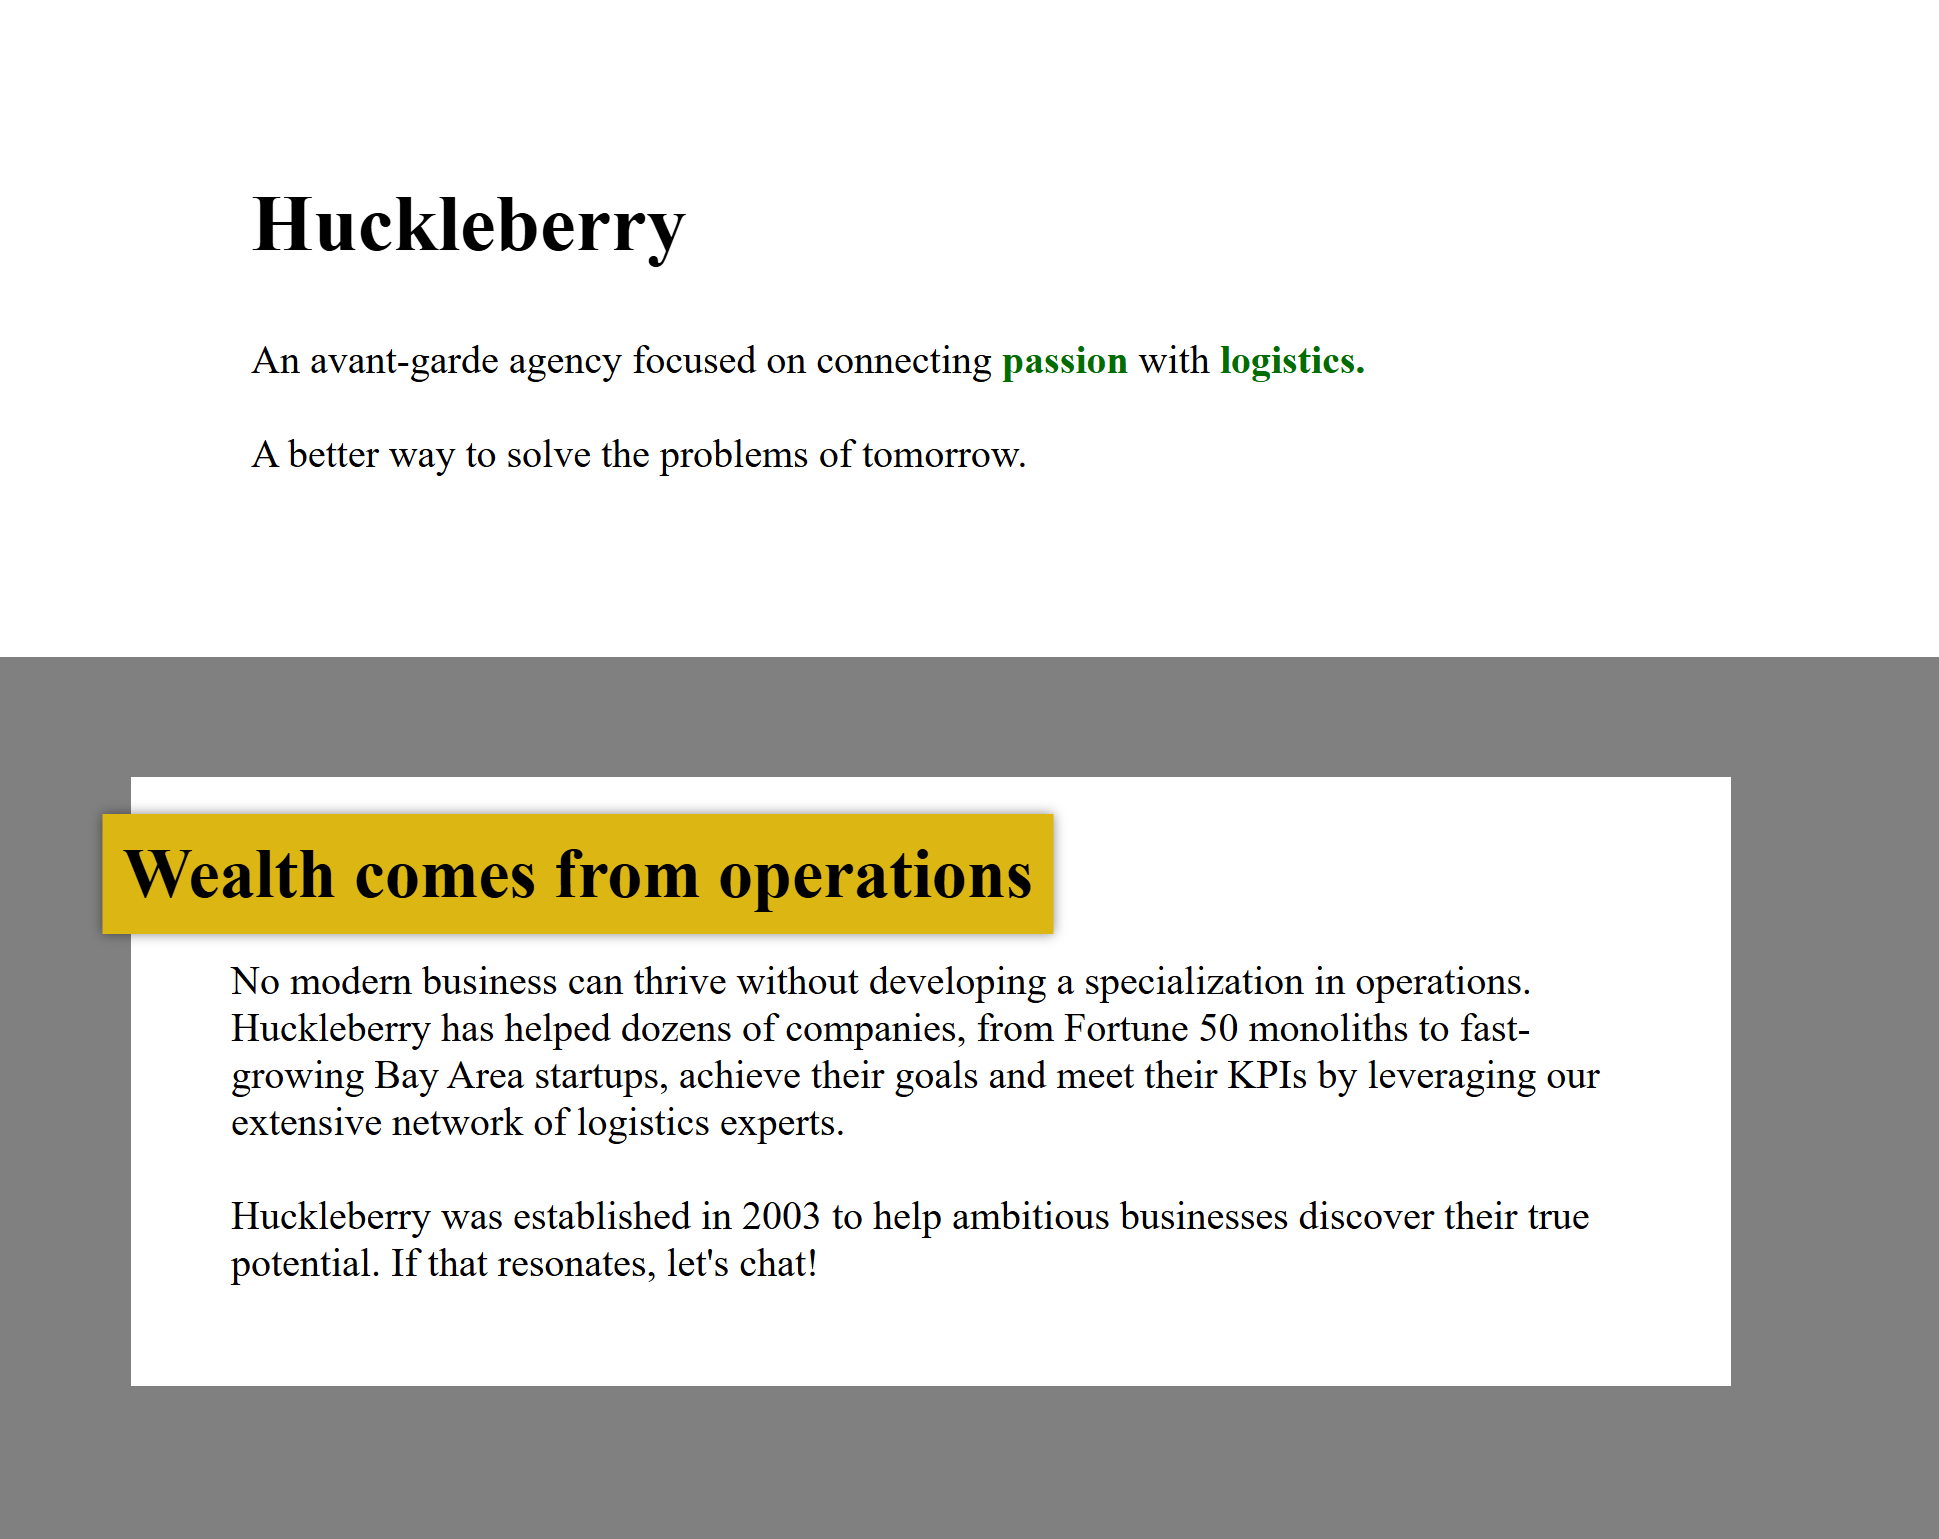 Huckleberry
An avant-garde agency focused on connecting passion with logistics.
A better way to solve the problems of tomorrow.
Wealth comes from operations
No modern business can thrive without developing a specialization in operations.
Huckleberry has helped dozens of companies, from Fortune 50 monoliths to fast-
growing Bay Area startups, achieve their goals and meet their KPIs by leveraging our
extensive network of logistics experts.
Huckleberry was established in 2003 to help ambitious businesses discover their true
potential. If that resonates, let's chat!